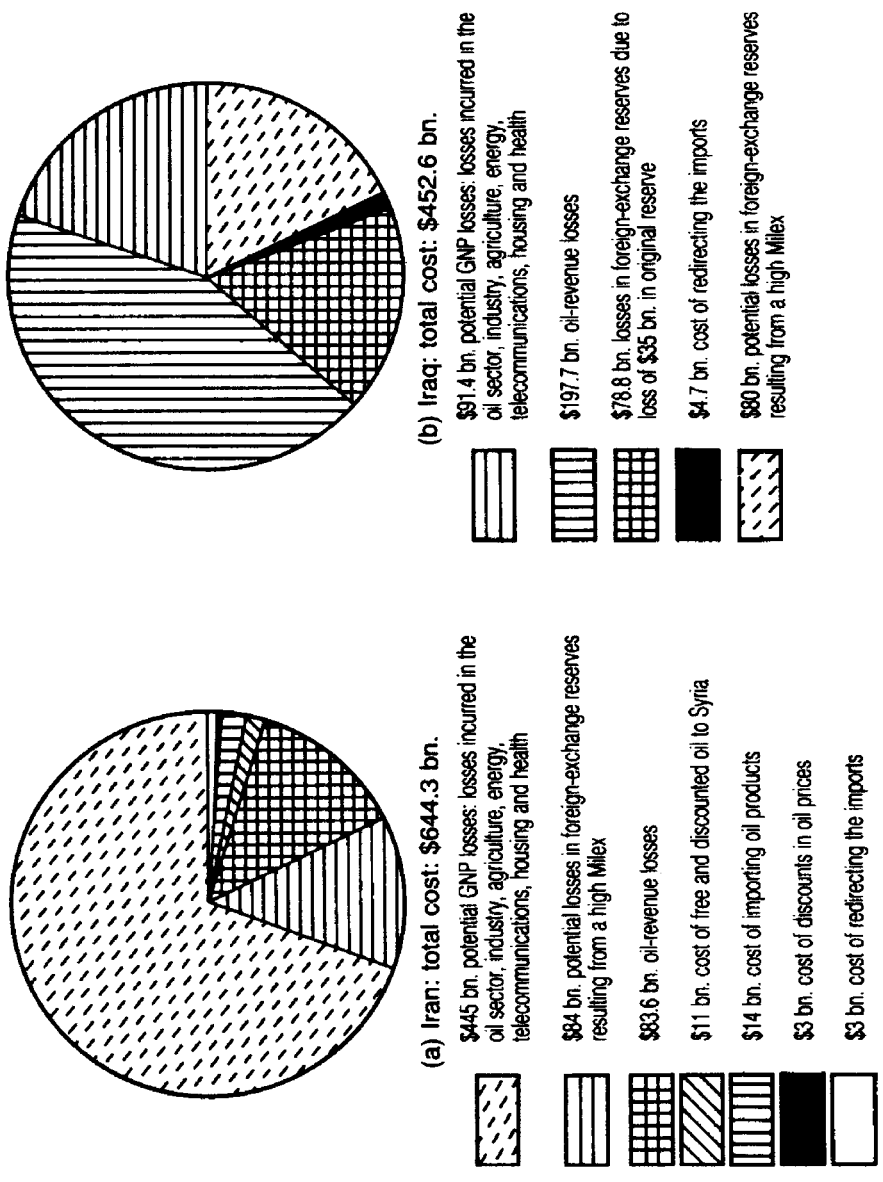 (a) Iran: total cost: $644.3 bn.
$445 bn. potential GNP losses: losses incurred in the
oil sector, industry, agriculture, energy,
telecommunications, housing and health
$84 bn. potential losses in foreign-exchange reserves
resulting from a high Milex
$83.6 bn. oil-revenue losses
$11 bn. cost of free and discounted oil to Syria
$14 bn. cost of importing oil products
$3 bn. cost of discounts in oil prices
$3 bn. cost of redirecting the imports
(b) Iraq: total cost: $452.6 bn.
$91.4 bn. potential GNP losses: losses incurred in the
oil sector, industry, agriculture, energy,
telecommunications, housing and health
$197.7 bn. oil-revenue losses
$78.8 bn. losses in foreign-exchange reserves due to
loss of $35 bn. in original reserve
$4.7 bn. cost of redirecting the imports
$80 bn. potential losses in foreign-exchange reserves
resulting from a high Milex